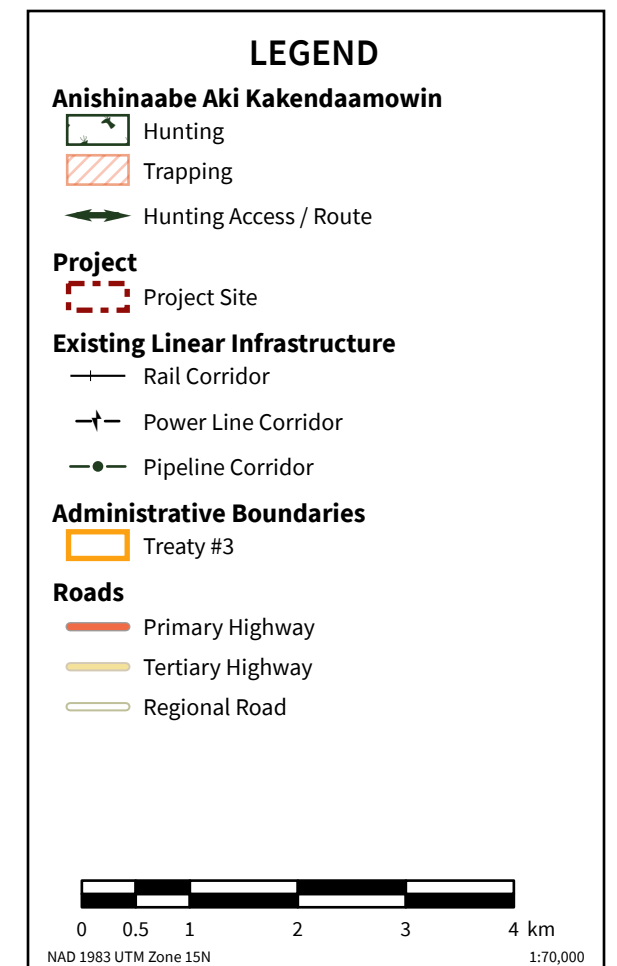 LEGEND
Anishinaabe Aki Kakendaamowin
Hunting
Trapping
Hunting Access / Route
Project
Project Site
Existing Linear Infrastructure
Rail Corridor
Power Line Corridor
Pipeline Corridor
Administrative Boundaries
Treaty #3
Roads
Primary Highway
Tertiary Highway
Regional Road
0 0.5 1 2 3 4 km
NAD 1983 UTM Zone 15N 1:70,000